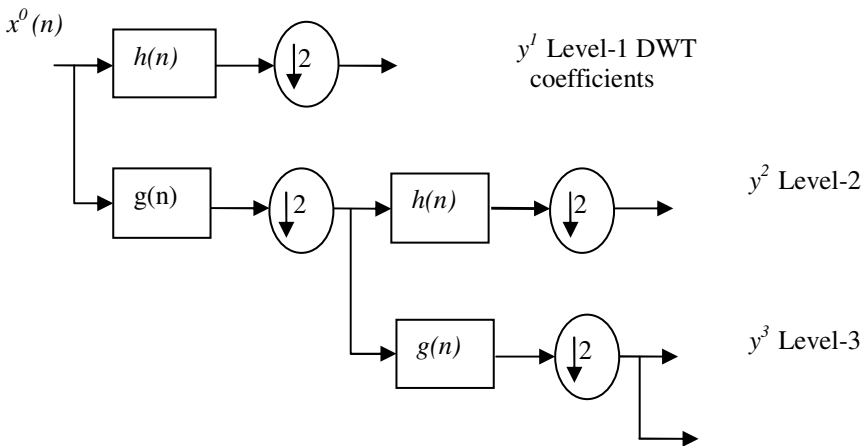 x⁰(n)
h(n)
↓2
y¹ Level-1 DWT
coefficients
g(n)
↓2
h(n)
↓2
y² Level-2
g(n)
↓2
y³ Level-3